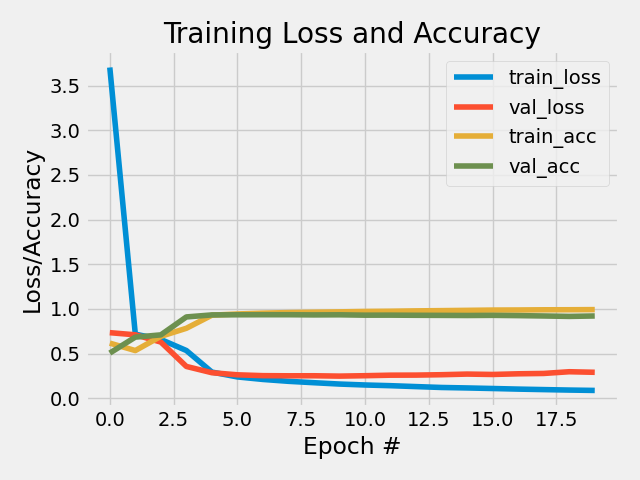 Training Loss and Accuracy
train_loss
val_loss
train_acc
val_acc
Loss/Accuracy
3.5
3.0
2.5
2.0
1.5
1.0
0.5
0.0
0.0 2.5 5.0 7.5 10.0 12.5 15.0 17.5
Epoch #